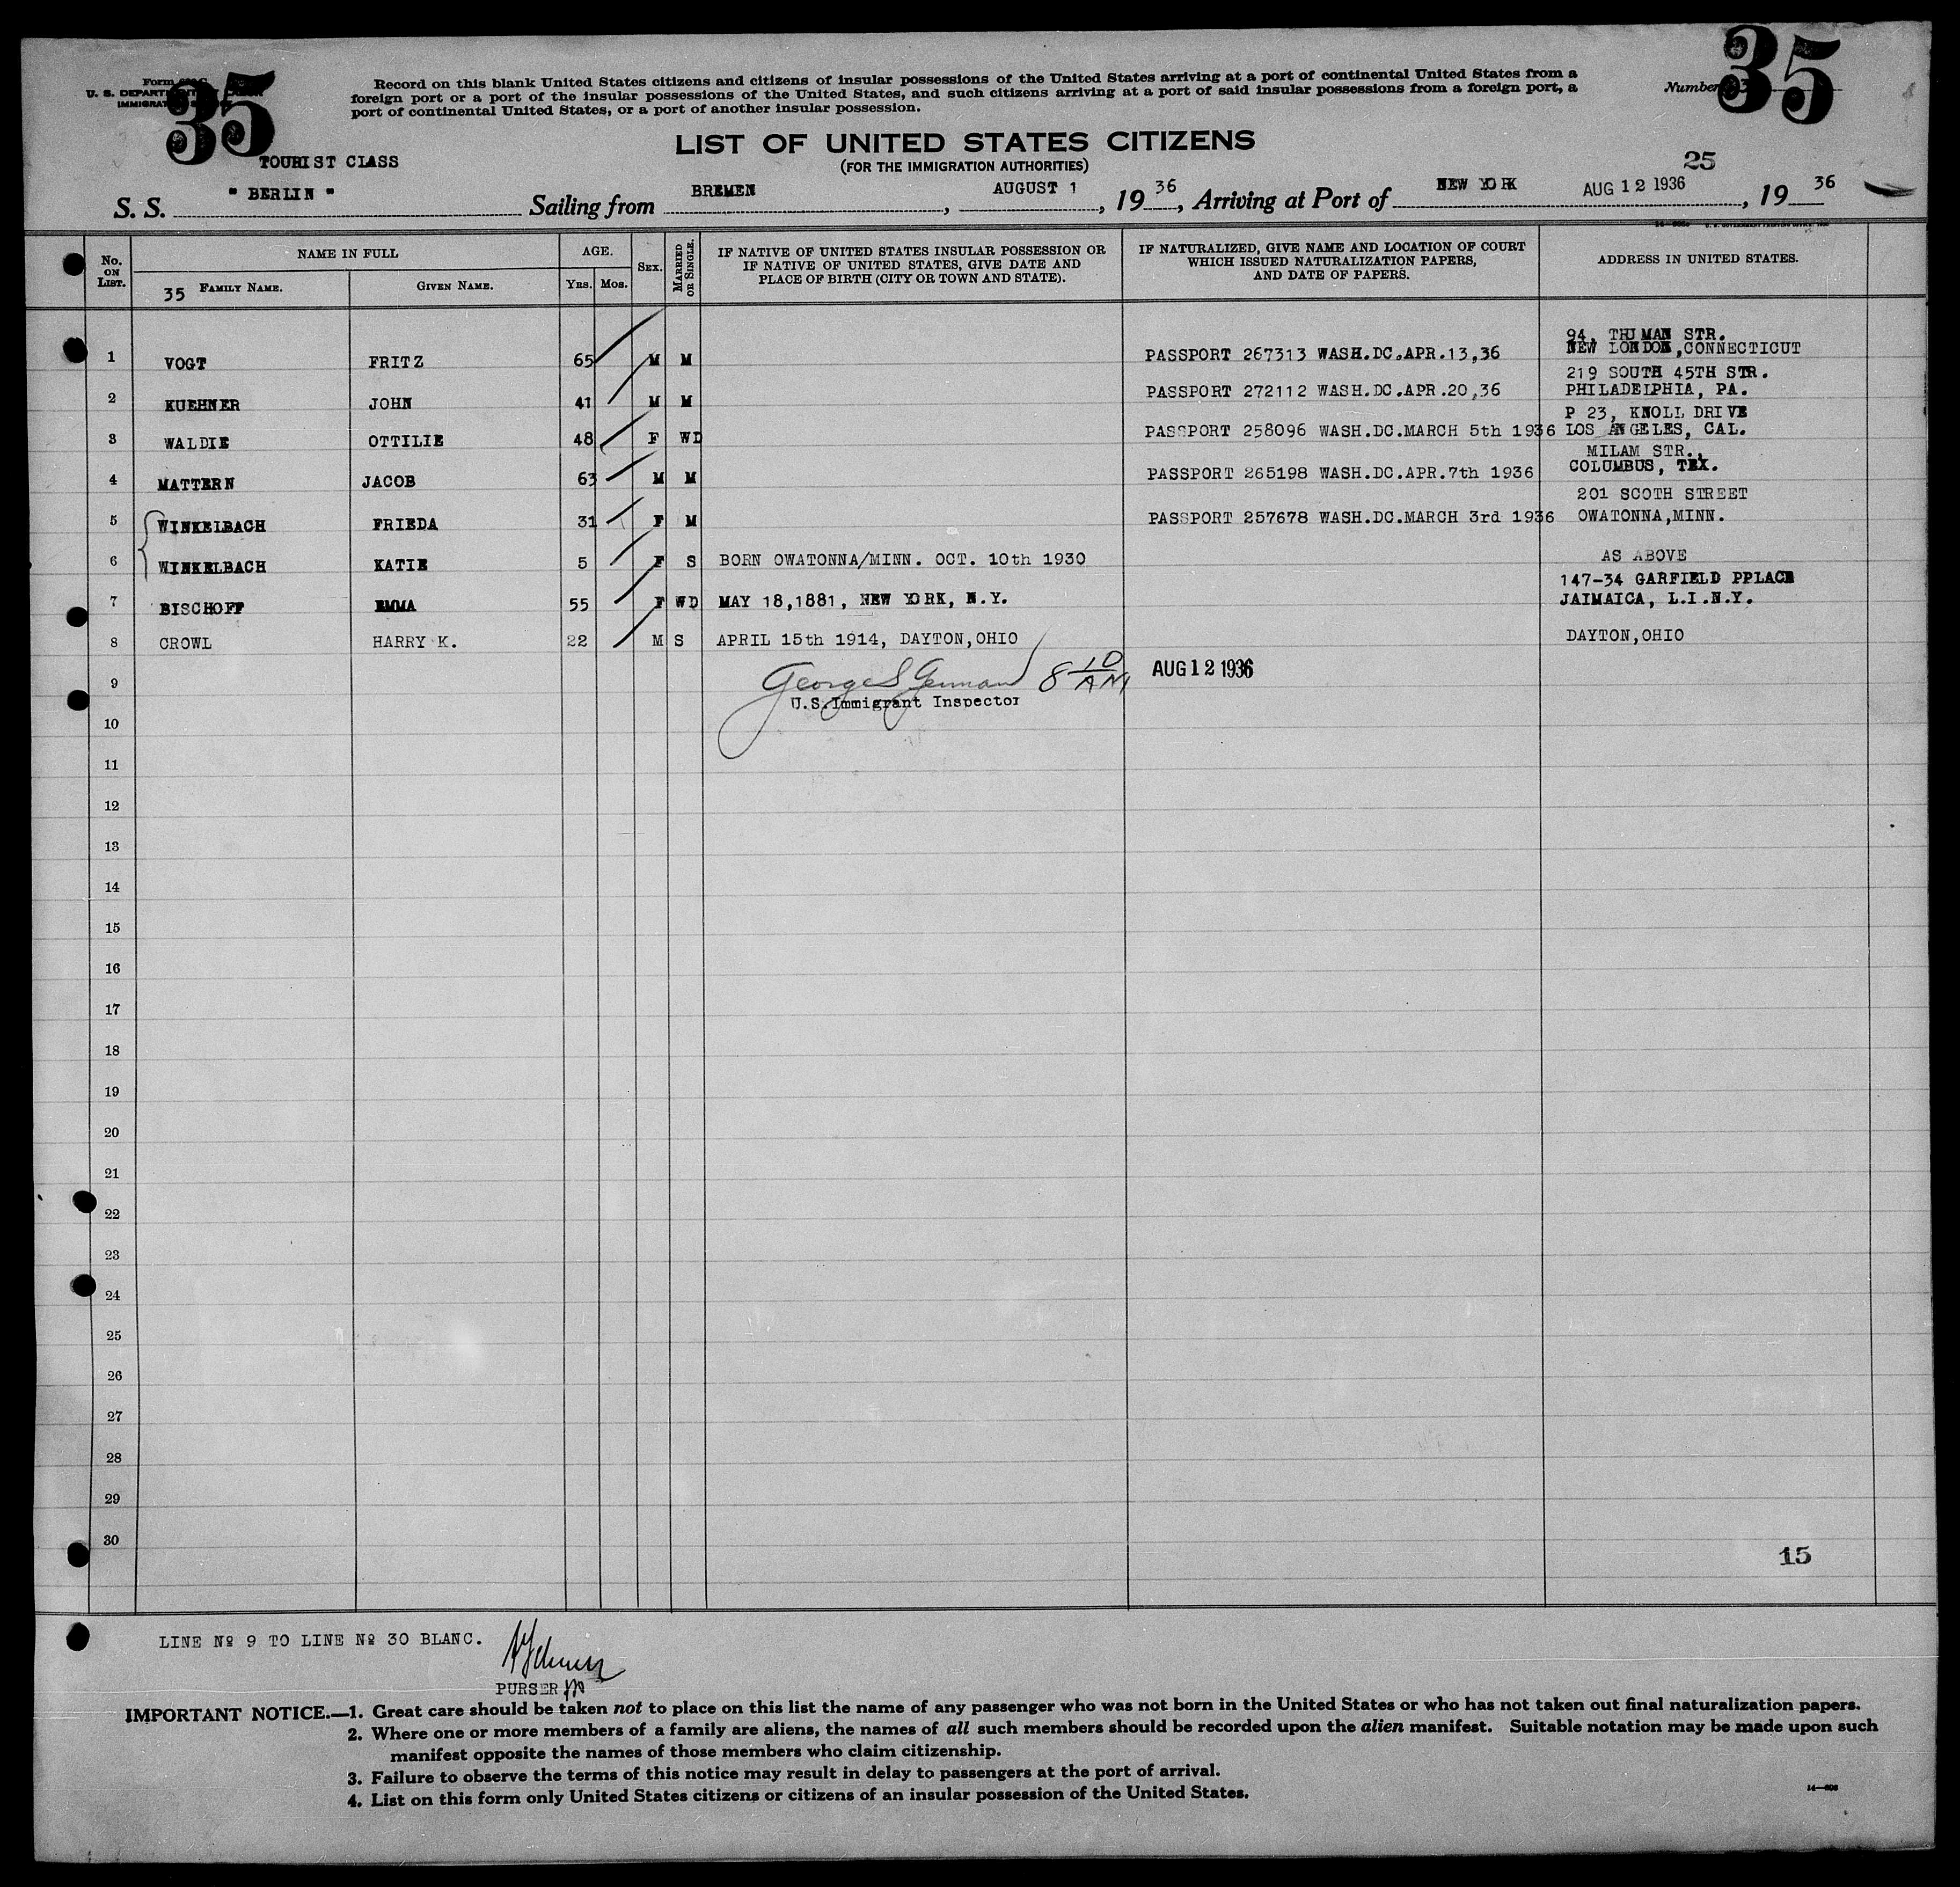 35
35
Record on this blank United States citizens and citizens of insular possessions of the United States arriving at a port of continental United States from a
foreign port or a port of the insular possessions of the United States, and such citizens arriving at a port of said insular possessions from a foreign port, a
port of continental United States, or a port of another insular possession.
Form
U. S.
Number
LIST OF UNITED STATES CITIZENS
(FOR THE IMMIGRATION AUTHORITIES)
TOURIST CLASS
25
S. S. " BERLIN " Sailing from BREMEN, AUGUST 1, 1936, Arriving at Port of NEW YORK AUG 12 1936, 1936
No. ON LIST.
NAME IN FULL
35 FAMILY NAME.
GIVEN NAME.
AGE.
YRS. MOS.
SEX.
MARRIED OR SINGLE.
IF NATIVE OF UNITED STATES INSULAR POSSESSION OR
IF NATIVE OF UNITED STATES, GIVE DATE AND
PLACE OF BIRTH (CITY OR TOWN AND STATE).
IF NATURALIZED, GIVE NAME AND LOCATION OF COURT
WHICH ISSUED NATURALIZATION PAPERS,
AND DATE OF PAPERS.
ADDRESS IN UNITED STATES.
94, THUMAN STR.
1 VOGT FRITZ 65 M M PASSPORT 267313 WASH.DC.APR.13,36 NEW LONDON,CONNECTICUT
219 SOUTH 45TH STR.
2 KUEHNER JOHN 41 M M PASSPORT 272112 WASH.DC.APR.20,36 PHILADELPHIA, PA.
P 23, KNOLL DRIVE
3 WALDIE OTTILIE 48 F WD PASSPORT 258096 WASH.DC.MARCH 5th 1936 LOS ANGELES, CAL.
MILAM STR.,
4 MATTERN JACOB 63 M M PASSPORT 265198 WASH.DC.APR.7th 1936 COLUMBUS, TEX.
201 SCOTH STREET
5 WINKELBACH FRIEDA 31 F M PASSPORT 257678 WASH.DC.MARCH 3rd 1936 OWATONNA,MINN.
6 WINKELBACH KATIE 5 F S BORN OWATONNA/MINN. OCT. 10th 1930 AS ABOVE
147-34 GARFIELD PPLACE
7 BISCHOFF EMMA 55 F WD MAY 18,1881, NEW YORK, N.Y. JAIMAICA, L.I.N.Y.
8 CROWL HARRY K. 22 M S APRIL 15th 1914, DAYTON,OHIO DAYTON,OHIO
9 George S 8 10 AM AUG 12 1936
U.S.Immigrant Inspector
10
11
12
13
14
15
16
17
18
19
20
21
22
23
24
25
26
27
28
29
30
15
LINE № 9 TO LINE № 30 BLANC.
PURSER
IMPORTANT NOTICE.—1. Great care should be taken not to place on this list the name of any passenger who was not born in the United States or who has not taken out final naturalization papers.
2. Where one or more members of a family are aliens, the names of all such members should be recorded upon the alien manifest. Suitable notation may be made upon such
manifest opposite the names of those members who claim citizenship.
3. Failure to observe the terms of this notice may result in delay to passengers at the port of arrival.
4. List on this form only United States citizens or citizens of an insular possession of the United States.